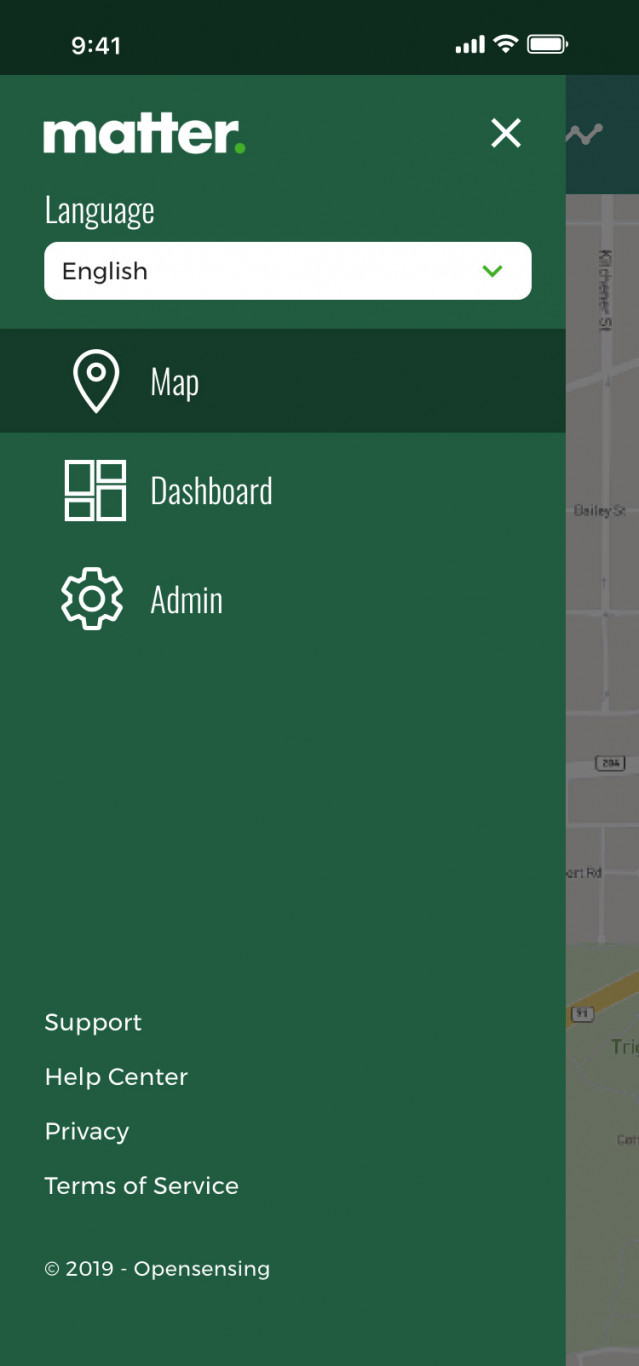 9:41
matter.
Language
English
Map
Dashboard
Admin
Support
Help Center
Privacy
Terms of Service
© 2019 - Opensensing
Kitchener St
Bailey St
204
ort Rd
91
Tri